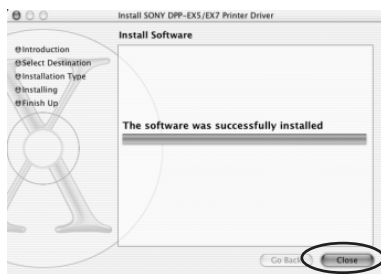 Install SONY DPP-EX5/EX7 Printer Driver
Install Software
Introduction
Select Destination
Installation Type
Installing
Finish Up
The software was successfully installed
Go Back
Close